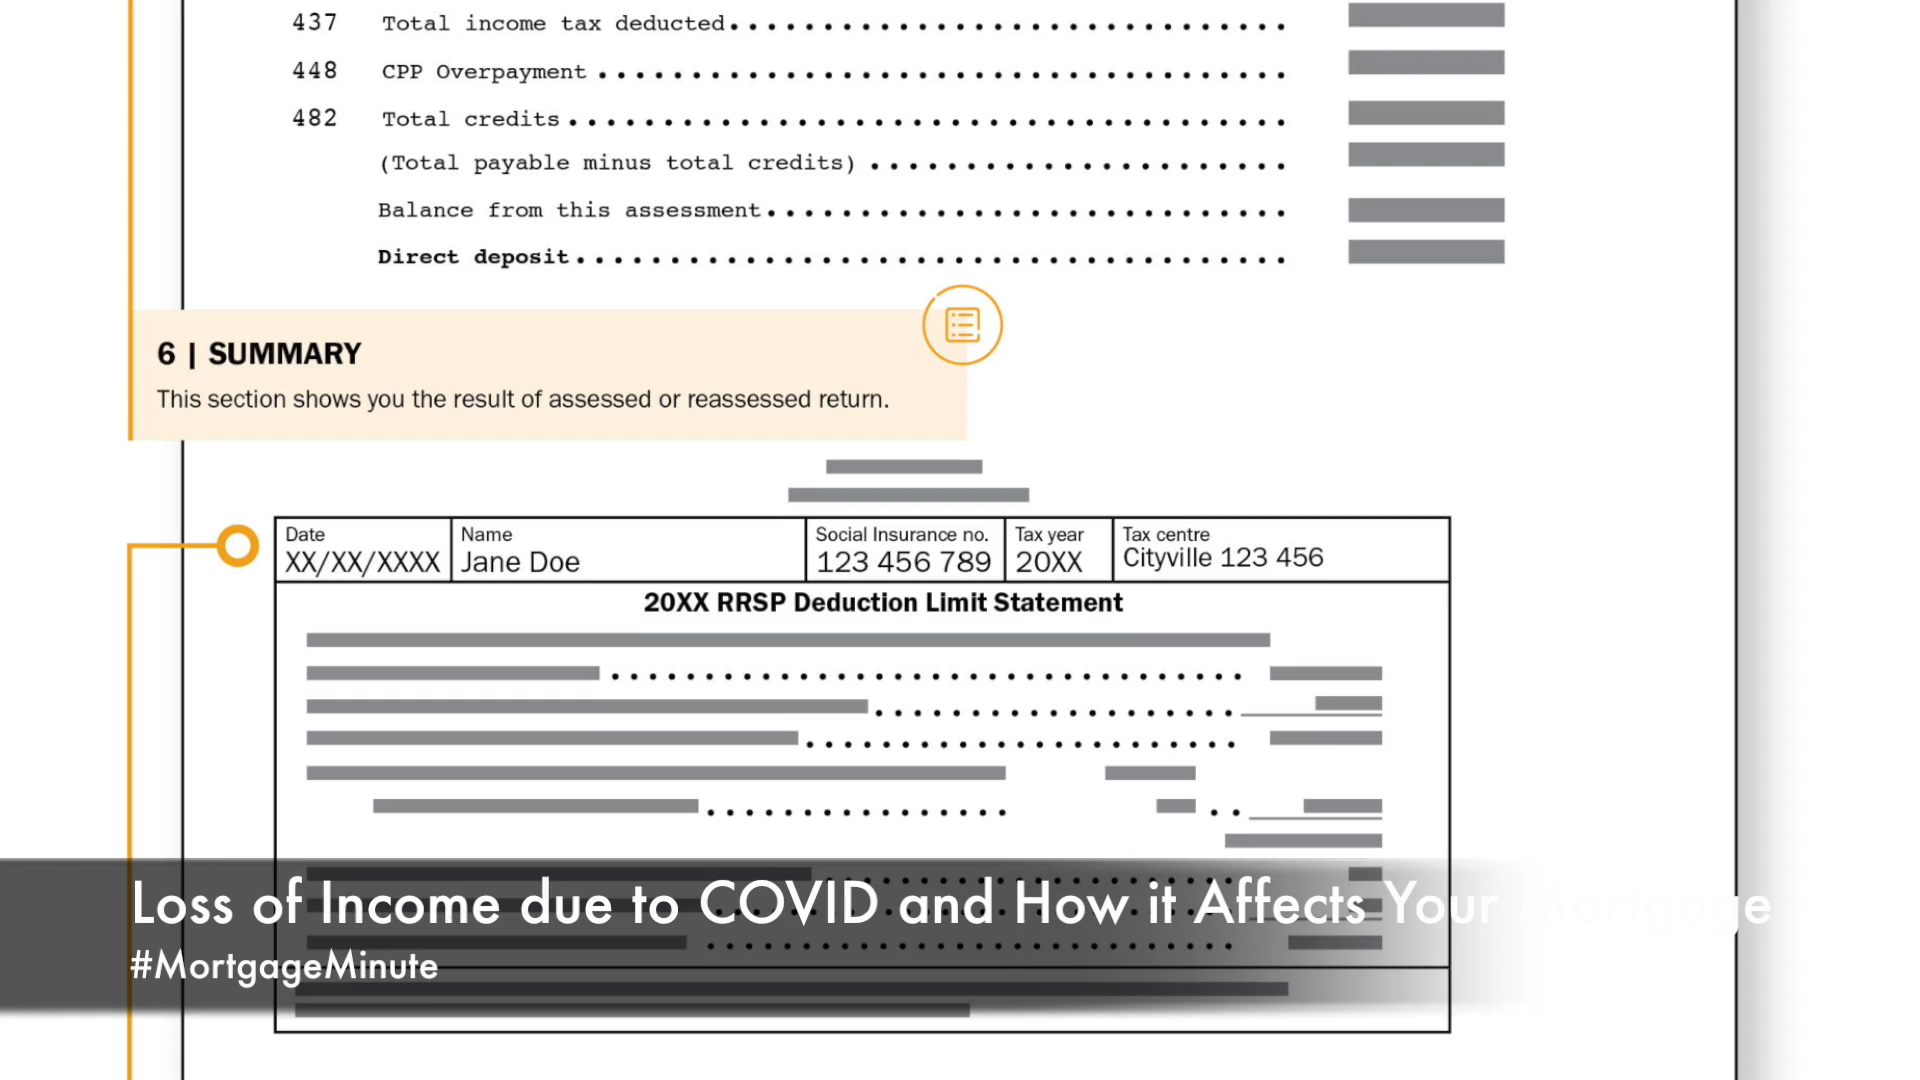 437 Total income tax deducted
448 CPP Overpayment
482 Total credits
(Total payable minus total credits)
Balance from this assessment
Direct deposit
6 | SUMMARY
This section shows you the result of assessed or reassessed return.
Date Name Social Insurance no. Tax year Tax centre
XX/XX/XXXX Jane Doe 123 456 789 20XX Cityville 123 456
20XX RRSP Deduction Limit Statement
Loss of Income due to COVID and How it Affects Your Mortgage
#MortgageMinute